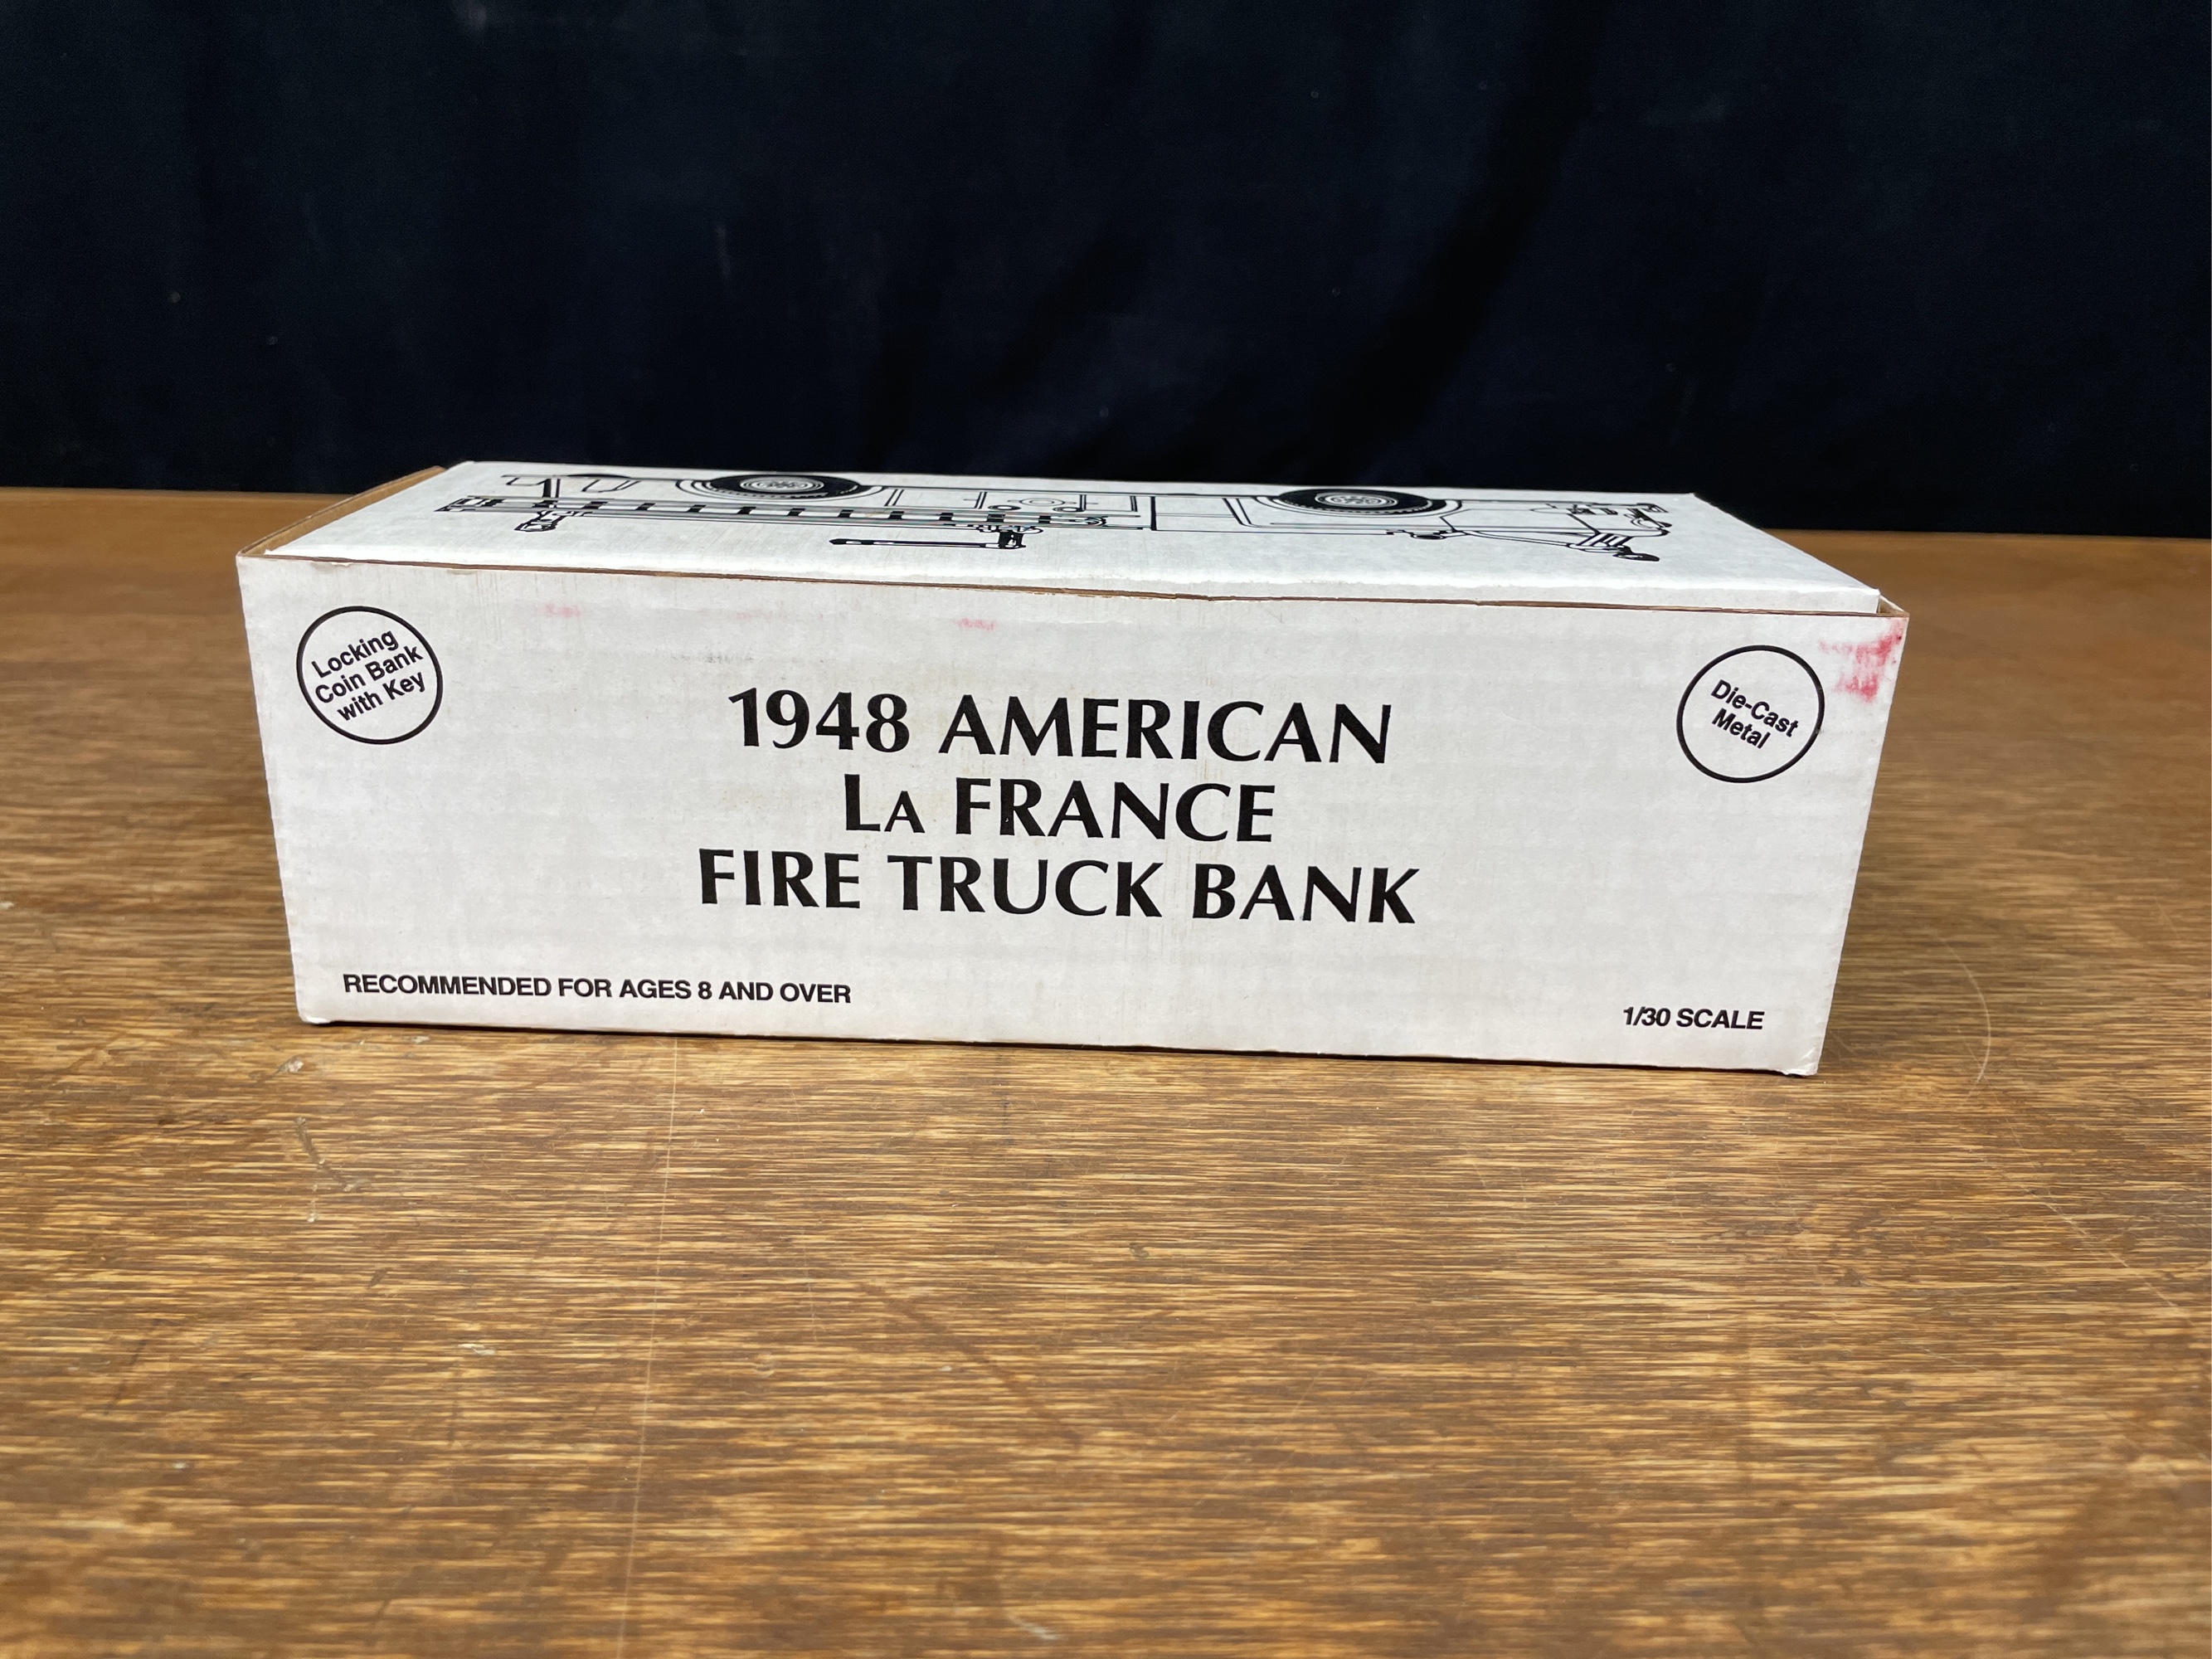 Locking
Coin Bank
with Key
Die-Cast
Metal
1948 AMERICAN
LA FRANCE
FIRE TRUCK BANK
RECOMMENDED FOR AGES 8 AND OVER
1/30 SCALE